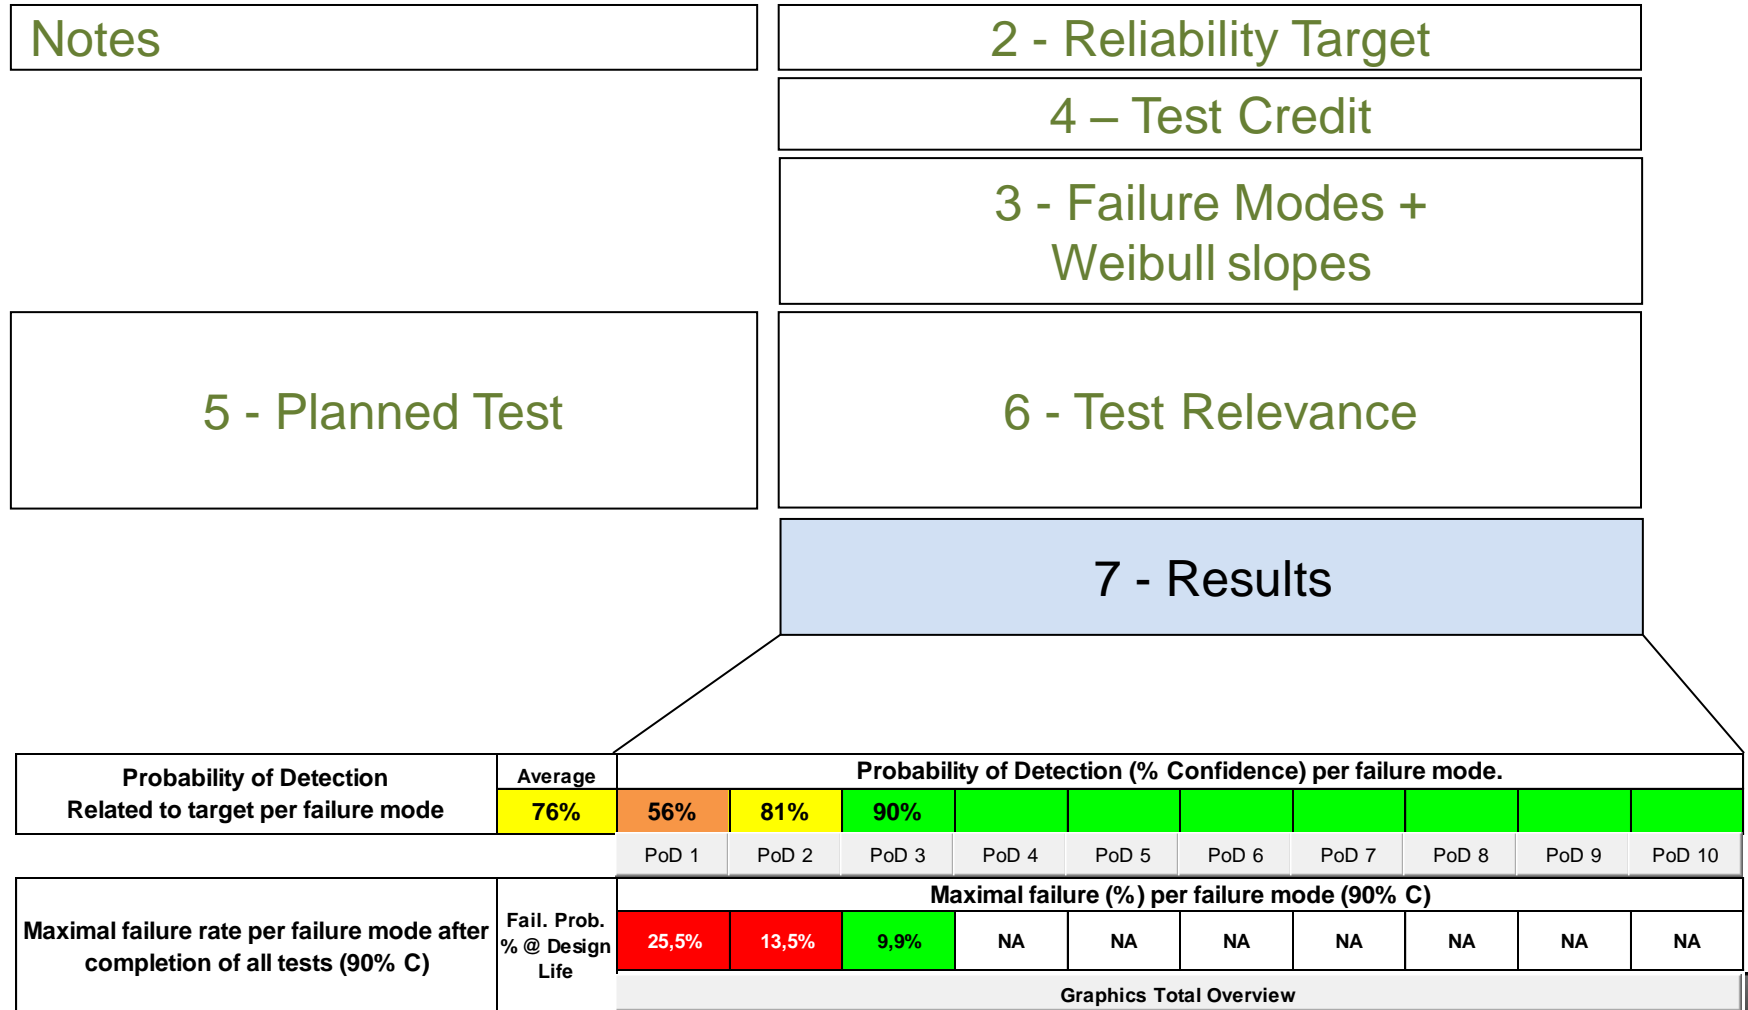 Notes
2 - Reliability Target
4 – Test Credit
3 - Failure Modes +
Weibull slopes
5 - Planned Test
6 - Test Relevance
7 - Results
Probability of Detection
Related to target per failure mode
Average
76%
Probability of Detection (% Confidence) per failure mode.
56% 81% 90%
PoD 1 PoD 2 PoD 3 PoD 4 PoD 5 PoD 6 PoD 7 PoD 8 PoD 9 PoD 10
Maximal failure rate per failure mode after
completion of all tests (90% C)
Fail. Prob.
% @ Design
Life
Maximal failure (%) per failure mode (90% C)
25,5% 13,5% 9,9% NA NA NA NA NA NA NA
Graphics Total Overview